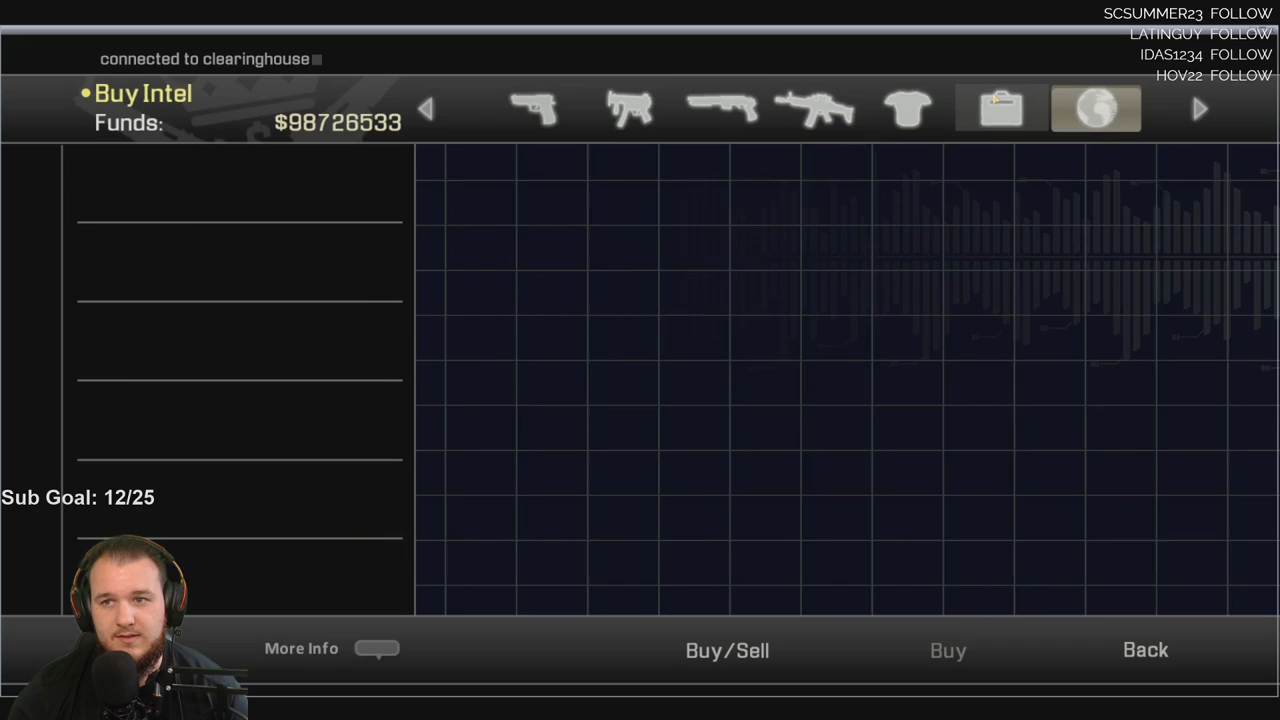 SCSUMMER23 FOLLOW
LATINGUY FOLLOW
IDAS1234 FOLLOW
HOV22 FOLLOW
connected to clearinghouse
Buy Intel
Funds: $98726533
Sub Goal: 12/25
More Info
Buy/Sell
Buy
Back